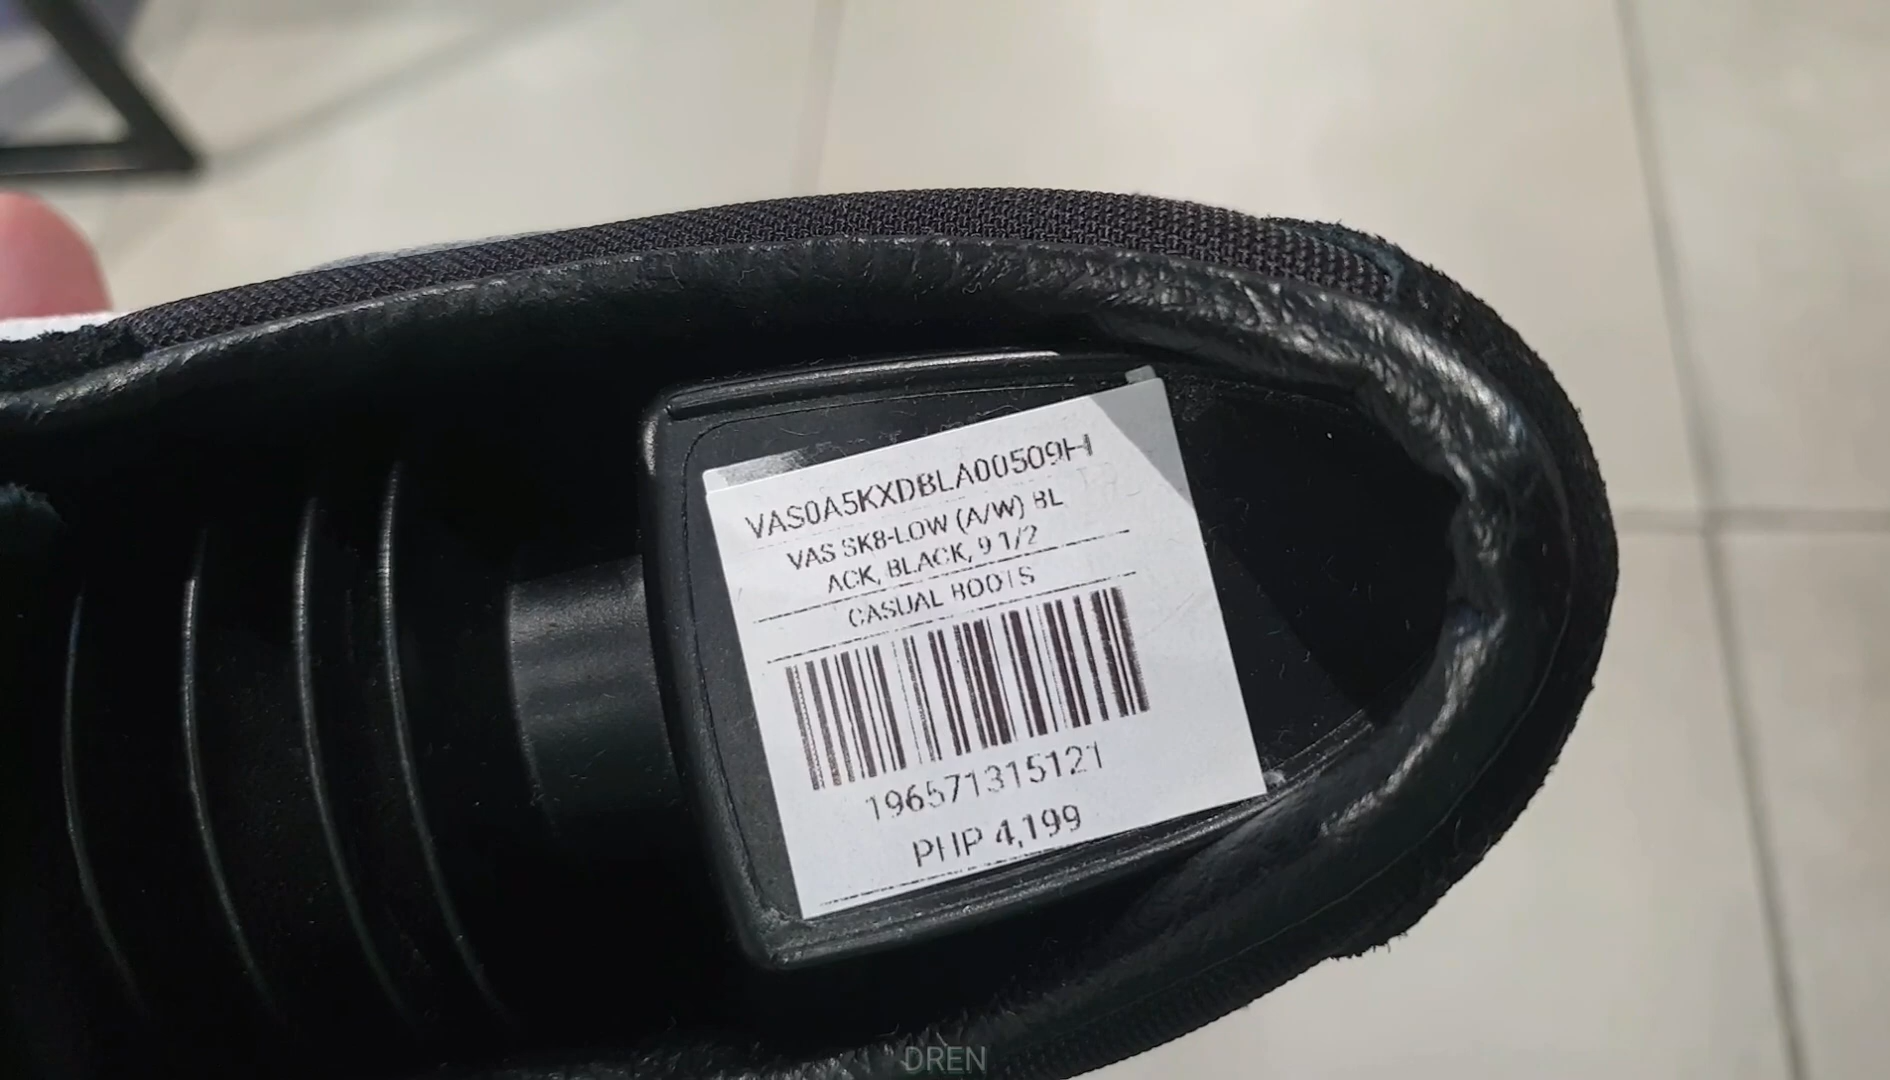 VAS0A5KXDBLA00509H
VAS SK8-LOW (A/W) BL
ACK, BLACK, 9 1/2
CASUAL BOOTS
196571315121
PHP 4,199
DREN